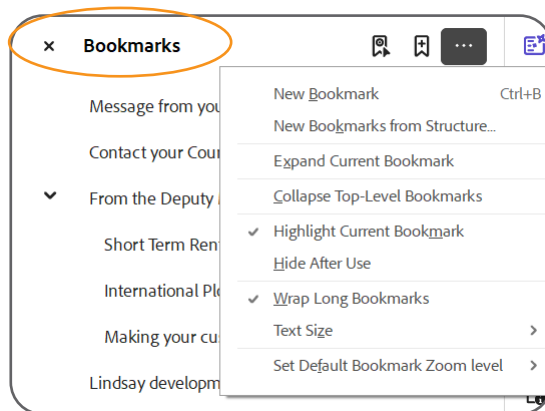 Bookmarks
New Bookmark Ctrl+B
New Bookmarks from Structure...
Expand Current Bookmark
Collapse Top-Level Bookmarks
Highlight Current Bookmark
Hide After Use
Wrap Long Bookmarks
Text Size
Set Default Bookmark Zoom level
Message from you
Contact your Cour
From the Deputy
Short Term Ren
International Plo
Making your cu
Lindsay developm